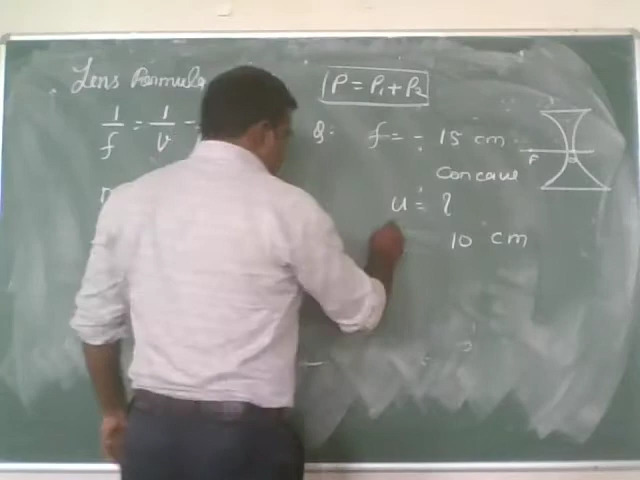 Lens Formula
P = P₁ + P₂
1/f = 1/v -
Q: f = - 15 cm
Concave
F
u = ?
10 cm